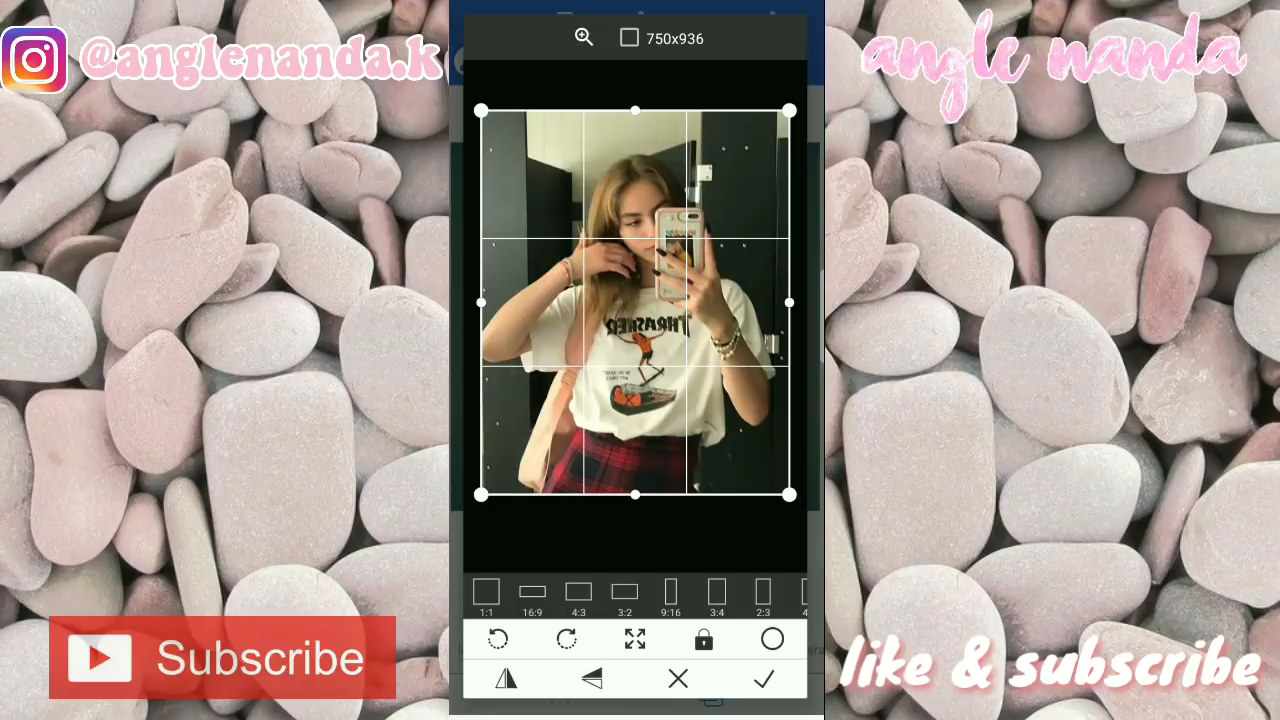 @anglenanda.k
angle nanda
750x936
THRASHER
1:1
16:9
4:3
3:2
9:16
3:4
2:3
Subscribe
like & subscribe